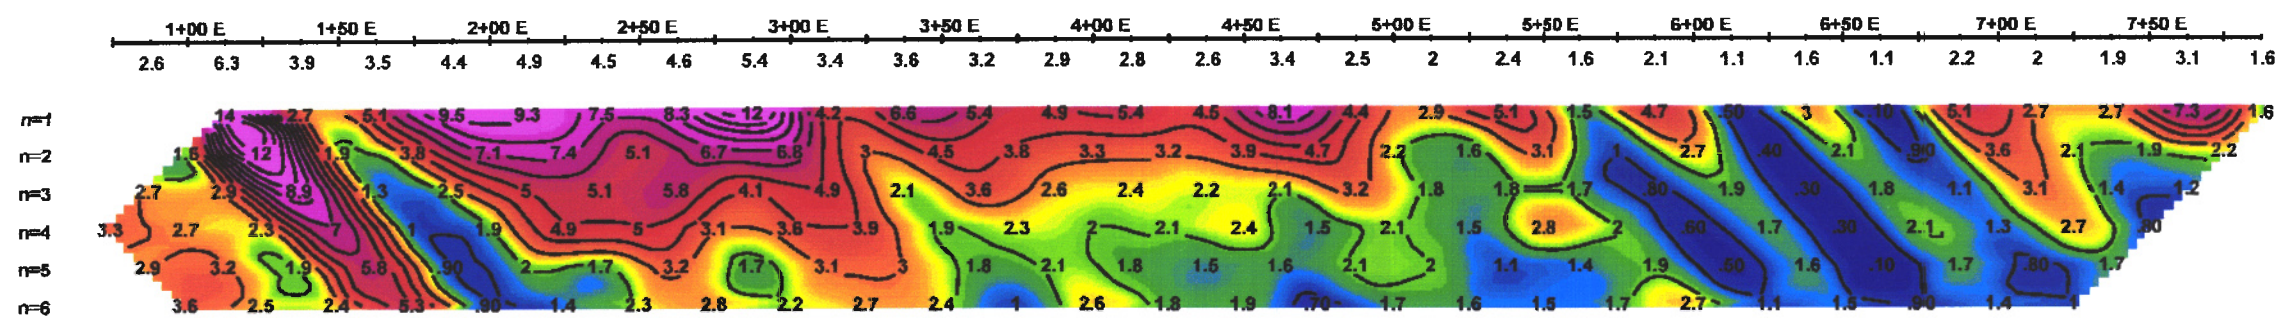 1+00 E 1+50 E 2+00 E 2+50 E 3+00 E 3+50 E 4+00 E 4+50 E 5+00 E 5+50 E 6+00 E 6+50 E 7+00 E 7+50 E
2.6 6.3 3.9 3.5 4.4 4.9 4.5 4.6 5.4 3.4 3.6 3.2 2.9 2.8 2.6 3.4 2.5 2 2.4 1.6 2.1 1.1 1.6 1.1 2.2 2 1.9 3.1 1.6
n=1 14 2.7 5.1 9.5 9.3 7.5 8.3 12 4.2 6.6 5.4 4.9 5.4 4.5 8.1 4.4 2.9 5.1 1.5 4.7 .50 3 .10 5.1 2.7 2.7 7.3 1.6
n=2 1.5 12 1.9 3.8 7.1 7.4 5.1 6.7 6.8 3 4.5 3.8 3.3 3.2 3.9 4.7 2.2 1.6 3.1 1 2.7 .40 2.1 .90 3.6 2.1 1.9 2.2
n=3 2.7 2.9 8.9 1.3 2.5 5 5.1 5.8 4.1 4.9 2.1 3.6 2.6 2.4 2.2 2.1 3.2 1.8 1.8 1.7 .80 1.9 .30 1.8 1.1 3.1 1.4 1.2
n=4 3.3 2.7 2.3 7 1 1.9 4.9 5 3.1 3.6 3.9 1.9 2.3 2 2.1 2.4 1.5 2.1 1.5 2.8 2 .60 1.7 .30 2.1 1.3 2.7 .80
n=5 2.9 3.2 1.9 5.8 .90 2 1.7 3.2 1.7 3.1 3 1.8 2.1 1.8 1.5 1.6 2.1 2 1.1 1.4 1.9 .60 1.6 .10 1.7 .80 1.7
n=6 3.6 2.5 2.4 5.3 .90 1.4 2.3 2.8 2.2 2.7 2.4 1 2.6 1.8 1.9 .70 1.7 1.6 1.5 1.7 2.7 1.1 1.5 .90 1.4 1